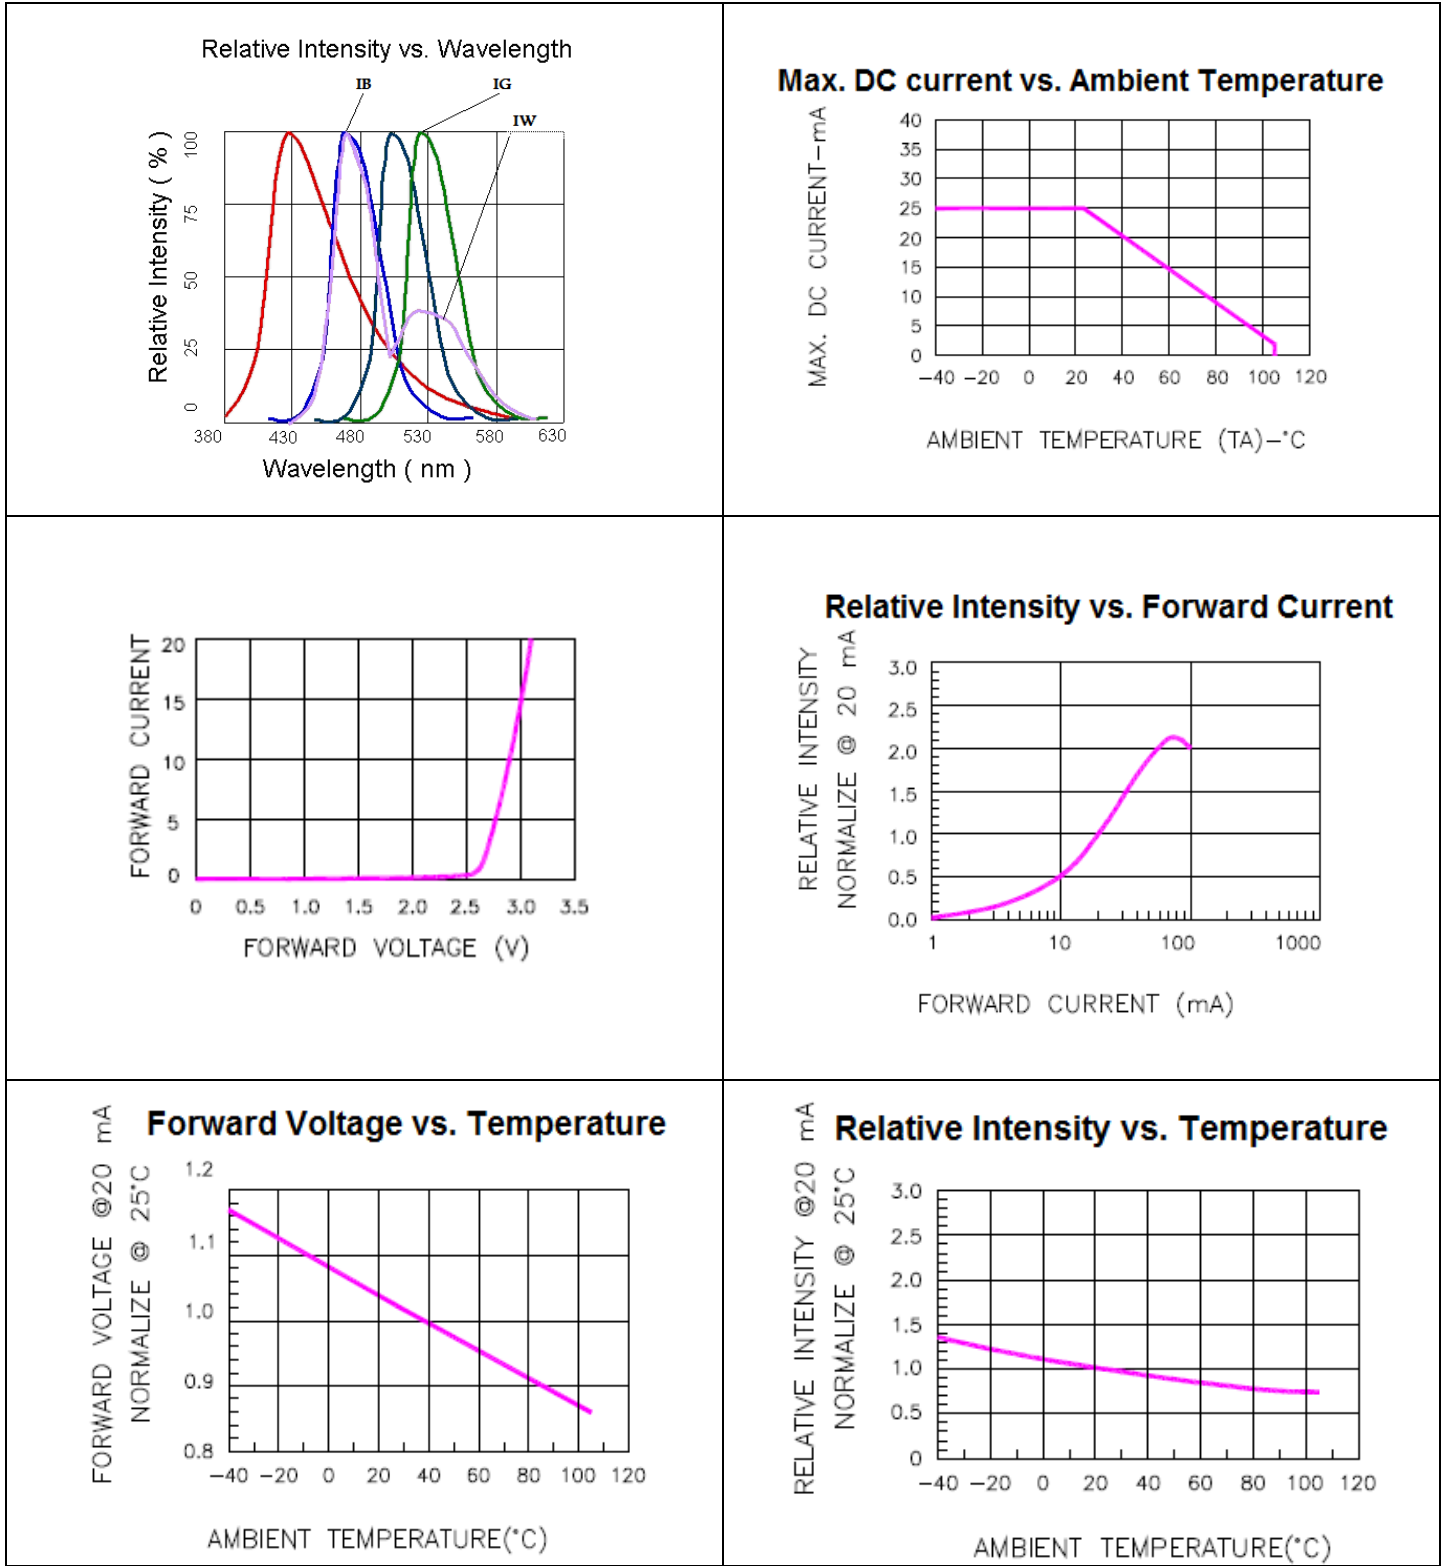 Relative Intensity vs. Wavelength
IB
IG
IW
Relative Intensity ( % )
100
75
50
25
0
380 430 480 530 580 630
Wavelength ( nm )
Max. DC current vs. Ambient Temperature
MAX. DC CURRENT-mA
40
35
30
25
20
15
10
5
0
-40 -20 0 20 40 60 80 100 120
AMBIENT TEMPERATURE (TA)-°C
FORWARD CURRENT
20
15
10
5
0
0 0.5 1.0 1.5 2.0 2.5 3.0 3.5
FORWARD VOLTAGE (V)
Relative Intensity vs. Forward Current
RELATIVE INTENSITY
NORMALIZE @ 20 mA
3.0
2.5
2.0
1.5
1.0
0.5
0.0
1 10 100 1000
FORWARD CURRENT (mA)
Forward Voltage vs. Temperature
FORWARD VOLTAGE @20 mA
NORMALIZE @ 25°C
1.2
1.1
1.0
0.9
0.8
-40 -20 0 20 40 60 80 100 120
AMBIENT TEMPERATURE(°C)
Relative Intensity vs. Temperature
RELATIVE INTENSITY @20 mA
NORMALIZE @ 25°C
3.0
2.5
2.0
1.5
1.0
0.5
0
-40 -20 0 20 40 60 80 100 120
AMBIENT TEMPERATURE(°C)